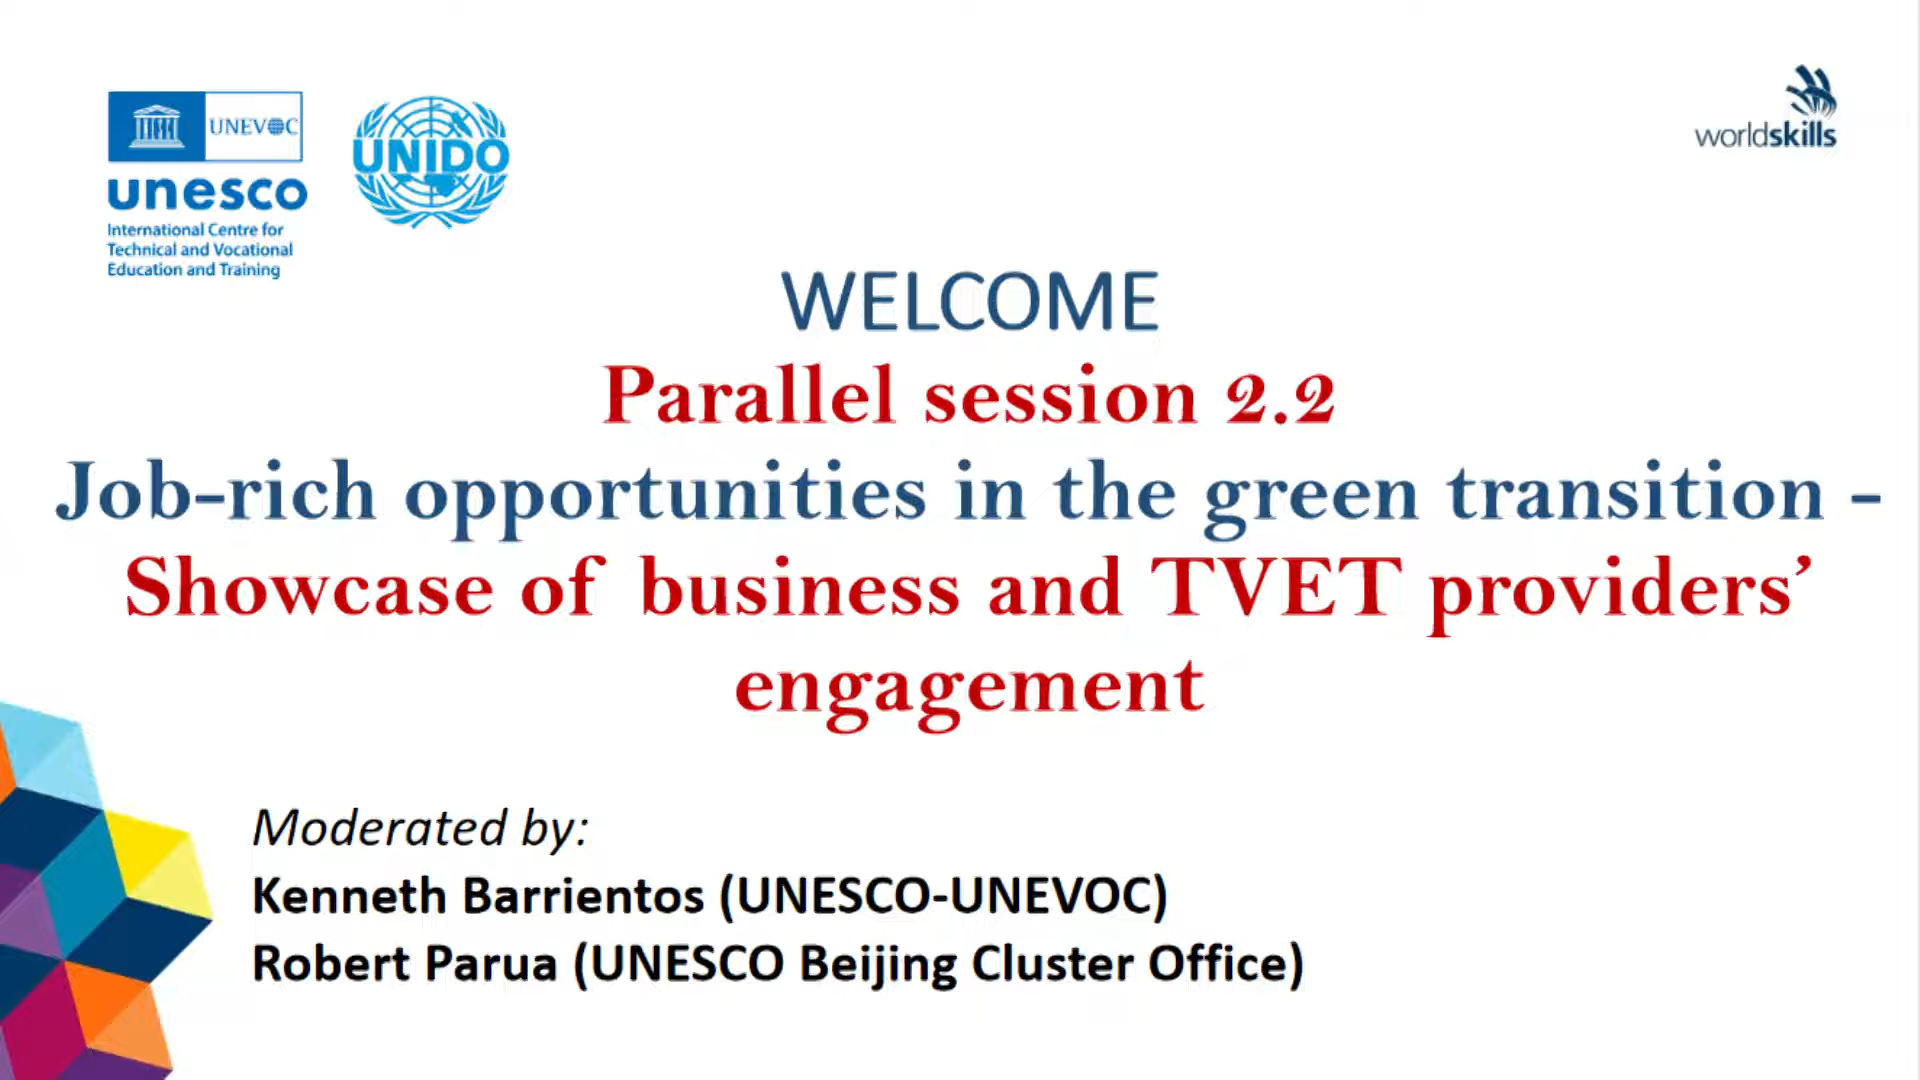 UNEVOC
unesco
International Centre for
Technical and Vocational
Education and Training
UNIDO
worldskills
WELCOME
Parallel session 2.2
Job-rich opportunities in the green transition -
Showcase of business and TVET providers’
engagement
Moderated by:
Kenneth Barrientos (UNESCO-UNEVOC)
Robert Parua (UNESCO Beijing Cluster Office)